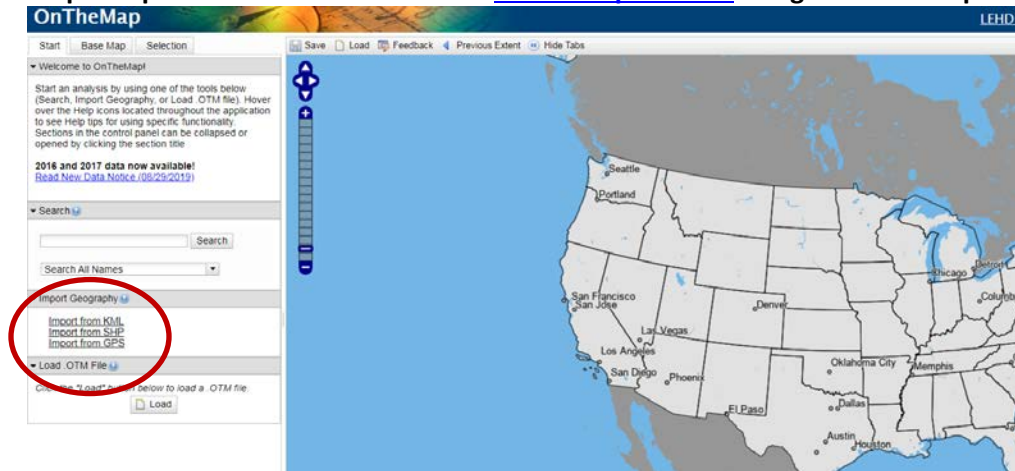 OnTheMap
LEHD
Start Base Map Selection
Save Load Feedback Previous Extent Hide Tabs
Welcome to OnTheMap!
Start an analysis by using one of the tools below
(Search, Import Geography, or Load .OTM file). Hover
over the Help icons located throughout the application
to see Help tips for using specific functionality.
Sections in the control panel can be collapsed or
opened by clicking the section title
2016 and 2017 data now available!
Read New Data Notice (08/29/2019)
Search
Search
Search All Names
Import Geography
Import from KML
Import from SHP
Import from GPS
Load .OTM File
Click the "Load" button below to load a .OTM file.
Load
Seattle
Portland
San Francisco
San Jose
Las Vegas
Los Angeles
San Diego
Phoenix
Denver
El Paso
Oklahoma City
Dallas
Austin
Houston
Memphis
Chicago
Detroit
Columb